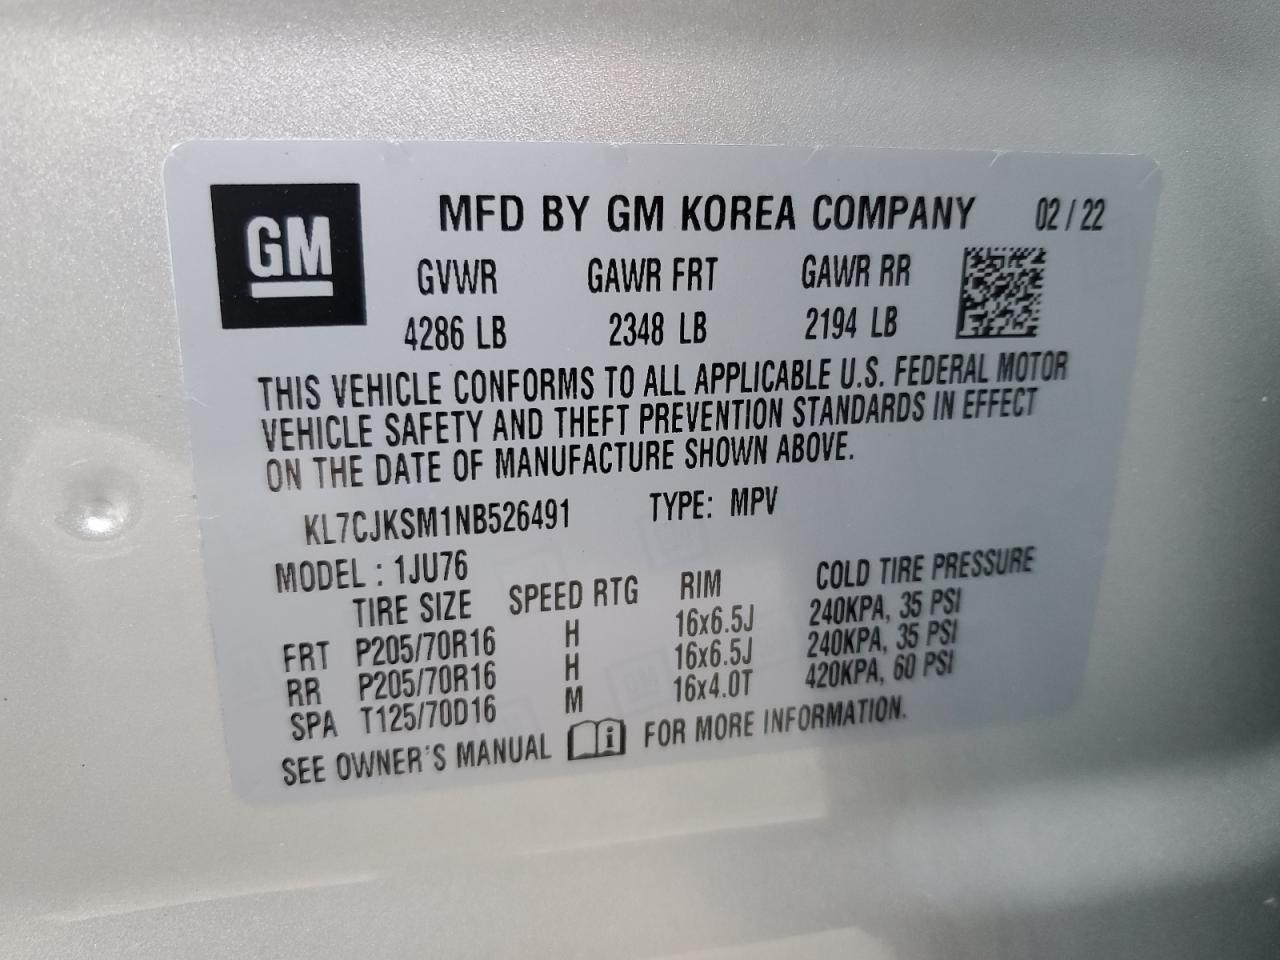 GM
MFD BY GM KOREA COMPANY 02 / 22
GVWR GAWR FRT GAWR RR
4286 LB 2348 LB 2194 LB
THIS VEHICLE CONFORMS TO ALL APPLICABLE U.S. FEDERAL MOTOR
VEHICLE SAFETY AND THEFT PREVENTION STANDARDS IN EFFECT
ON THE DATE OF MANUFACTURE SHOWN ABOVE.
KL7CJKSM1NB526491 TYPE: MPV
MODEL : 1JU76
TIRE SIZE SPEED RTG RIM COLD TIRE PRESSURE
FRT P205/70R16 H 16x6.5J 240KPA, 35 PSI
RR P205/70R16 H 16x6.5J 240KPA, 35 PSI
SPA T125/70D16 M 16x4.0T 420KPA, 60 PSI
SEE OWNER'S MANUAL i FOR MORE INFORMATION.